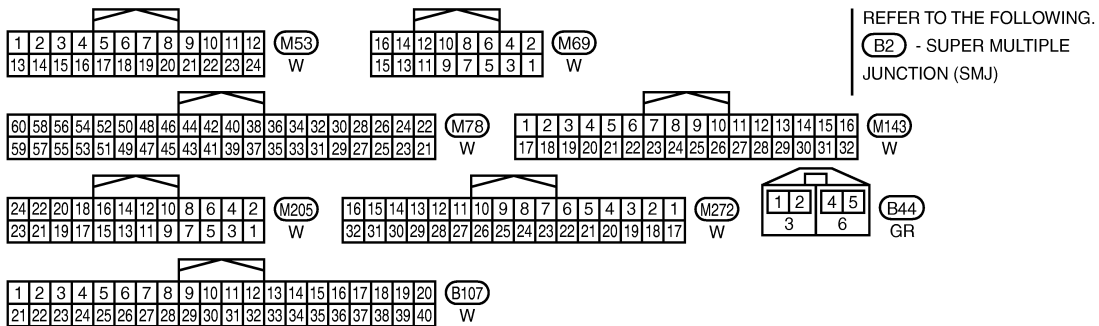 REFER TO THE FOLLOWING.
B2 - SUPER MULTIPLE
JUNCTION (SMJ)
1 2 3 4 5 6 7 8 9 10 11 12 M53
13 14 15 16 17 18 19 20 21 22 23 24 W
16 14 12 10 8 6 4 2 M69
15 13 11 9 7 5 3 1 W
60 58 56 54 52 50 48 46 44 42 40 38 36 34 32 30 28 26 24 22 M78
59 57 55 53 51 49 47 45 43 41 39 37 35 33 31 29 27 25 23 21 W
1 2 3 4 5 6 7 8 9 10 11 12 13 14 15 16 M143
17 18 19 20 21 22 23 24 25 26 27 28 29 30 31 32 W
24 22 20 18 16 14 12 10 8 6 4 2 M205
23 21 19 17 15 13 11 9 7 5 3 1 W
16 15 14 13 12 11 10 9 8 7 6 5 4 3 2 1 M272
32 31 30 29 28 27 26 25 24 23 22 21 20 19 18 17 W
1 2 4 5 B44
3 6 GR
1 2 3 4 5 6 7 8 9 10 11 12 13 14 15 16 17 18 19 20 B107
21 22 23 24 25 26 27 28 29 30 31 32 33 34 35 36 37 38 39 40 W